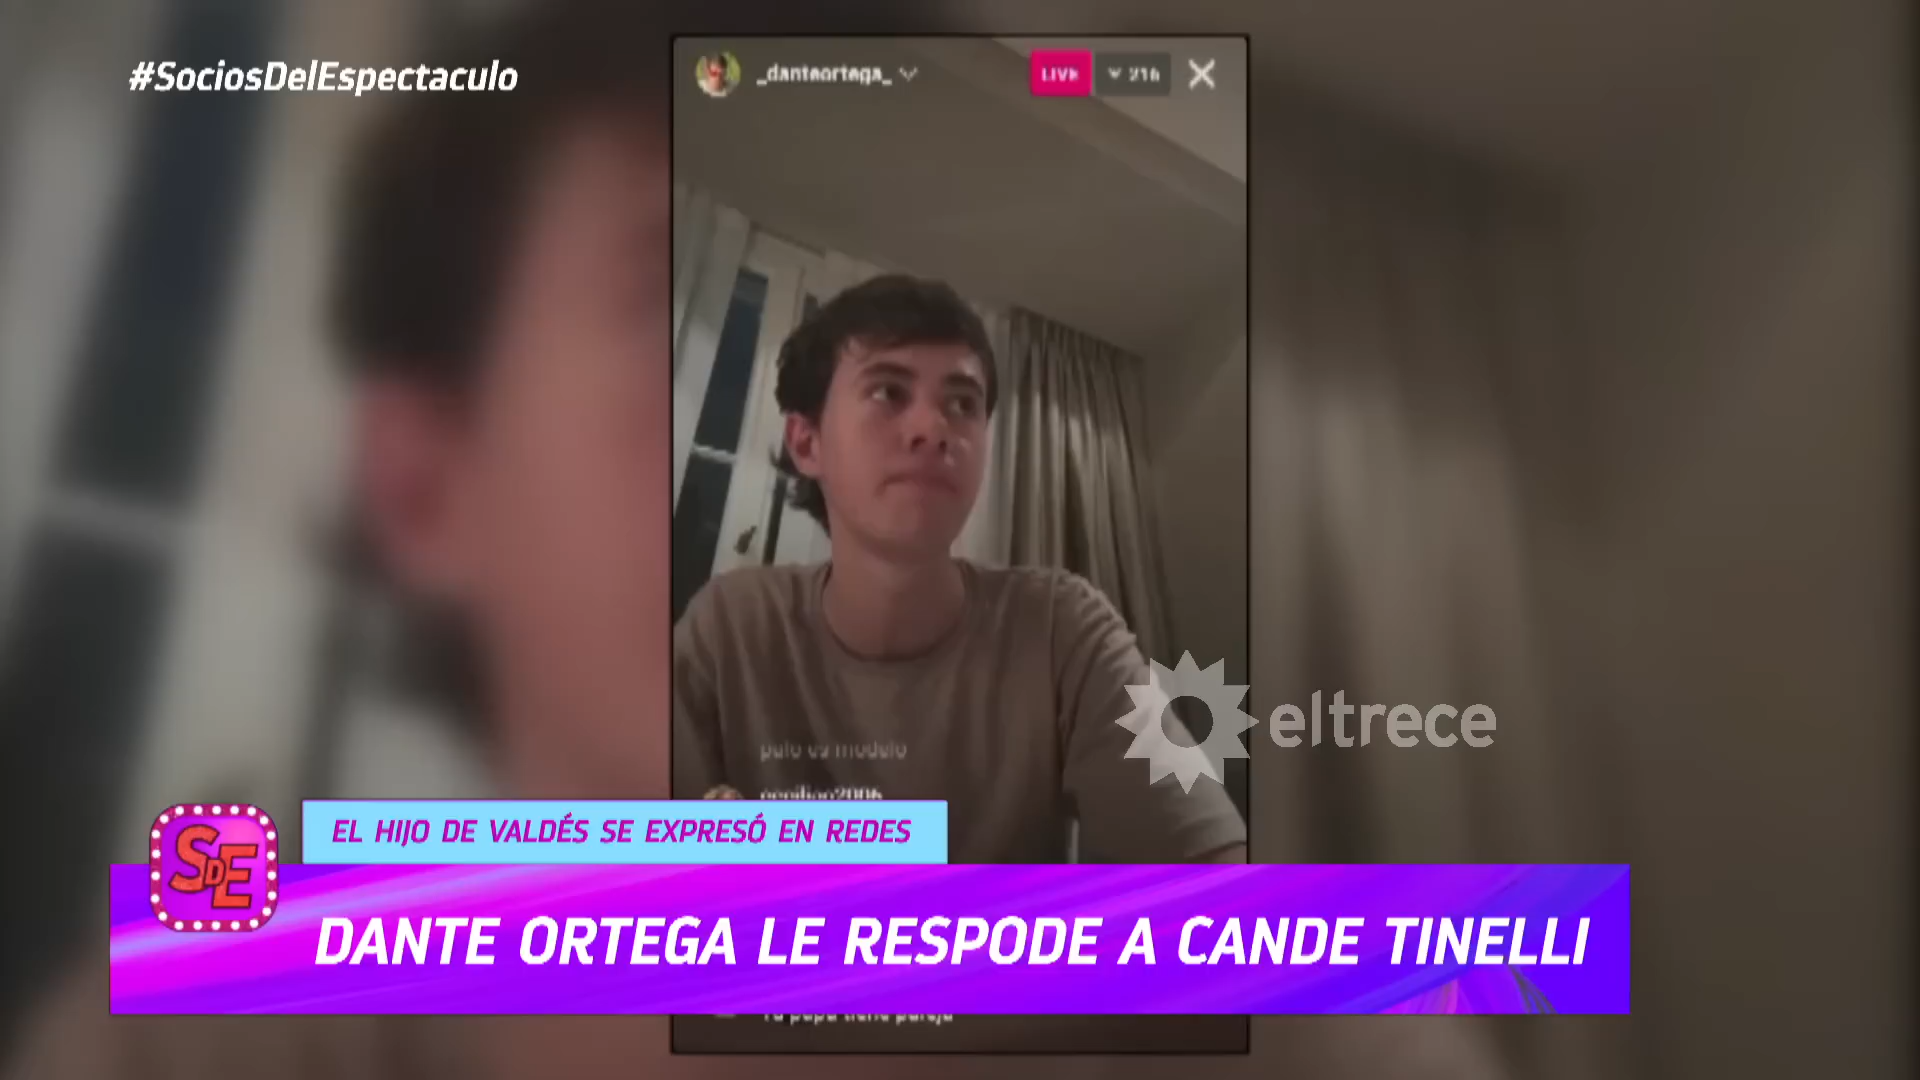 #SociosDelEspectaculo
_danteortega_
LIVE
216
eltrece
EL HIJO DE VALDÉS SE EXPRESÓ EN REDES
SDE
DANTE ORTEGA LE RESPODE A CANDE TINELLI